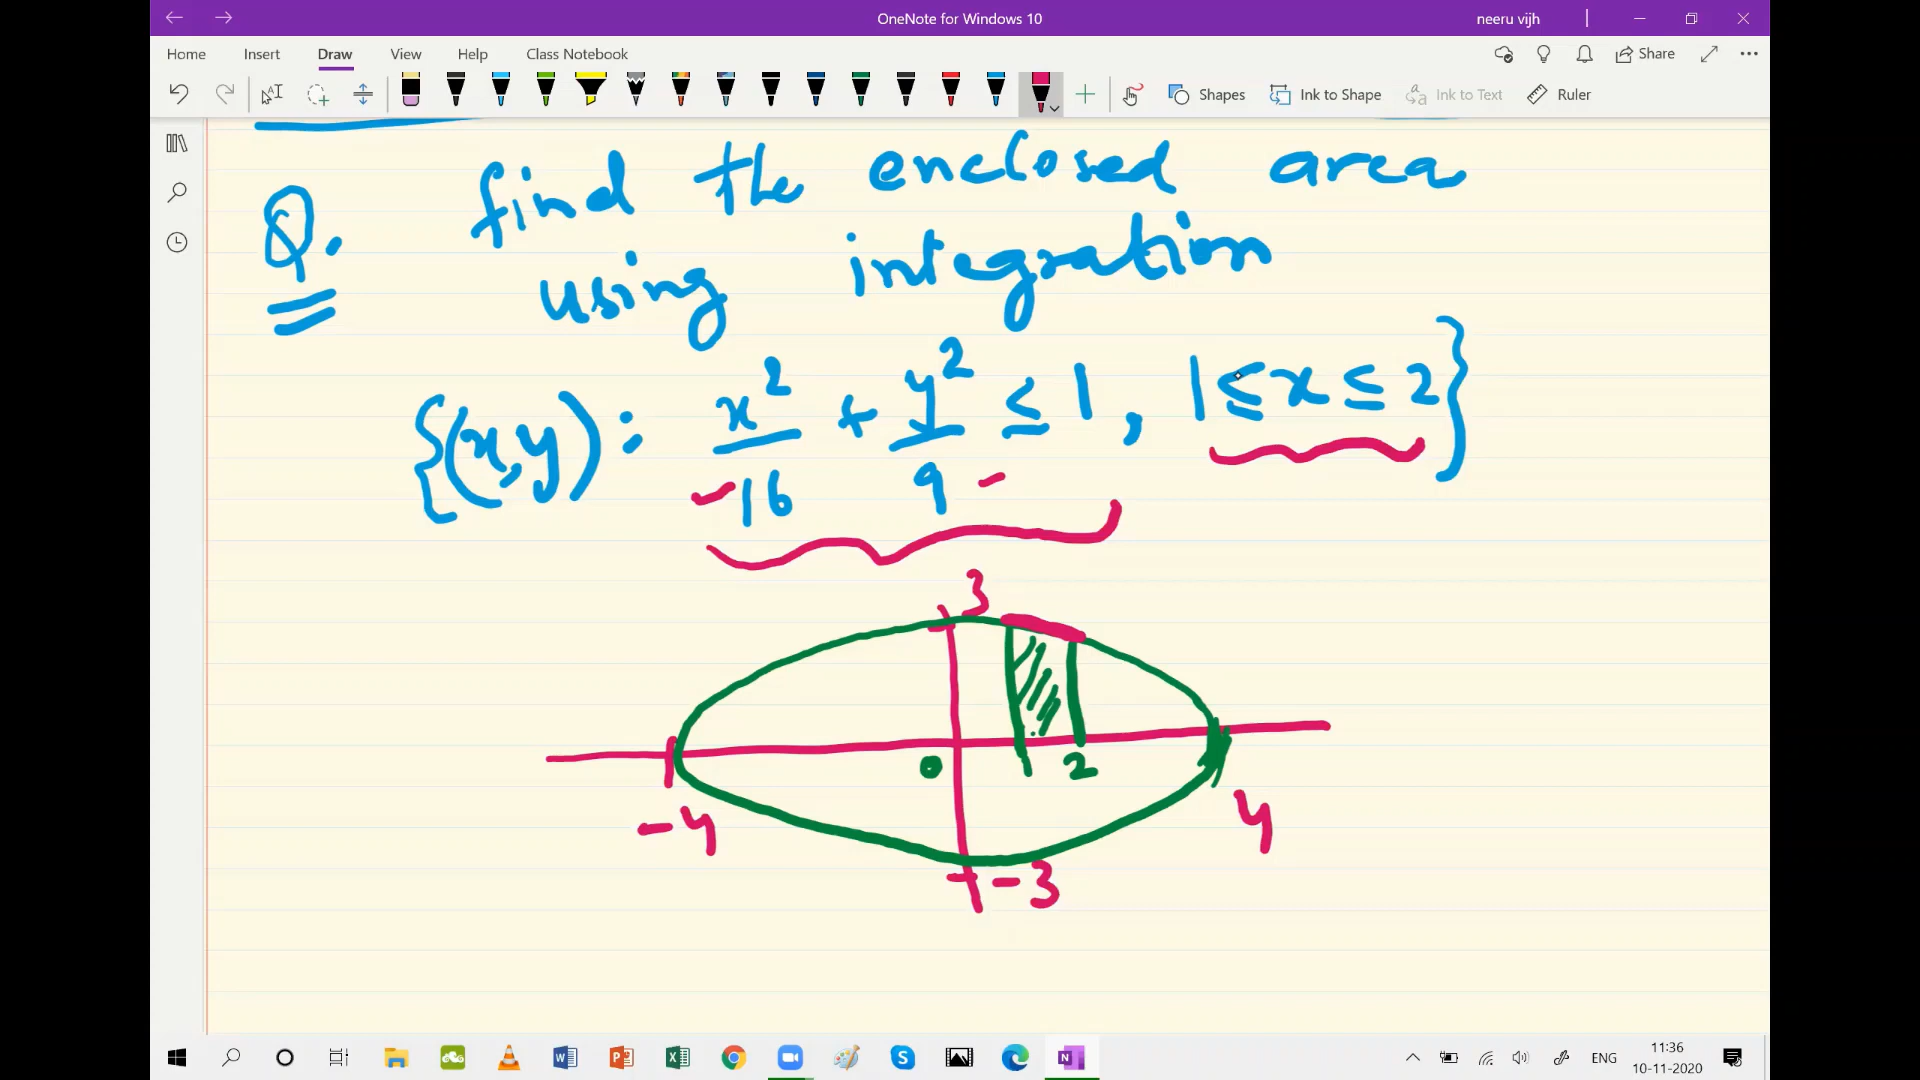 OneNote for Windows 10
neeru vijh
Home Insert Draw View Help Class Notebook
Share
Shapes Ink to Shape Ink to Text Ruler
find the enclosed area
Q.
using integration
{(x,y): x²/16 + y²/9 ≤ 1, 1≤x≤2}
3
0 2
-4 4
-3
ENG
11:36
10-11-2020